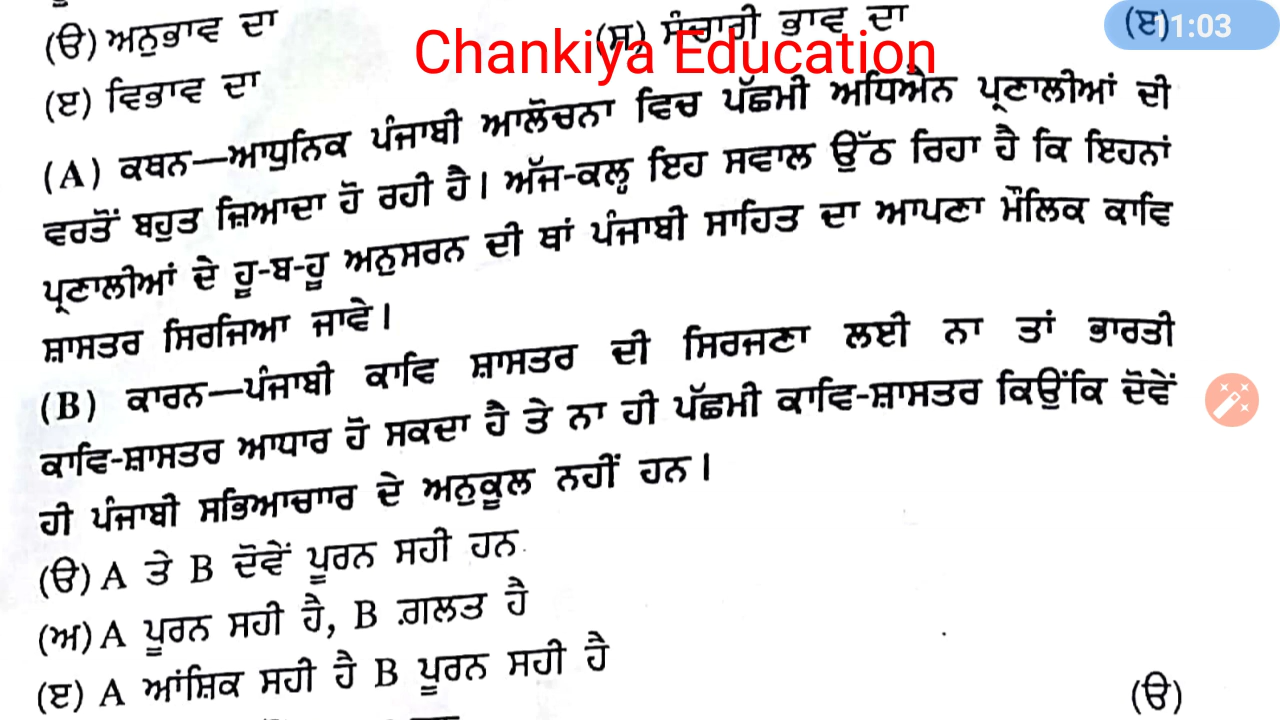 (ੳ) ਅਨੁਭਾਵ ਦਾ (ਸ) ਸੰਚਾਰੀ ਭਾਵ ਦਾ (ੲ)
11:03
Chankiya Education
(ੲ) ਵਿਭਾਵ ਦਾ
(A) ਕਥਨ—ਆਧੁਨਿਕ ਪੰਜਾਬੀ ਆਲੋਚਨਾ ਵਿਚ ਪੱਛਮੀ ਅਧਿਐਨ ਪ੍ਰਣਾਲੀਆਂ ਦੀ
ਵਰਤੋਂ ਬਹੁਤ ਜ਼ਿਆਦਾ ਹੋ ਰਹੀ ਹੈ। ਅੱਜ-ਕਲ੍ਹ ਇਹ ਸਵਾਲ ਉੱਠ ਰਿਹਾ ਹੈ ਕਿ ਇਹਨਾਂ
ਪ੍ਰਣਾਲੀਆਂ ਦੇ ਹੂ-ਬ-ਹੂ ਅਨੁਸਰਨ ਦੀ ਥਾਂ ਪੰਜਾਬੀ ਸਾਹਿਤ ਦਾ ਆਪਣਾ ਮੌਲਿਕ ਕਾਵਿ
ਸ਼ਾਸਤਰ ਸਿਰਜਿਆ ਜਾਵੇ।
(B) ਕਾਰਨ—ਪੰਜਾਬੀ ਕਾਵਿ ਸ਼ਾਸਤਰ ਦੀ ਸਿਰਜਣਾ ਲਈ ਨਾ ਤਾਂ ਭਾਰਤੀ
ਕਾਵਿ-ਸ਼ਾਸਤਰ ਆਧਾਰ ਹੋ ਸਕਦਾ ਹੈ ਤੇ ਨਾ ਹੀ ਪੱਛਮੀ ਕਾਵਿ-ਸ਼ਾਸਤਰ ਕਿਉਂਕਿ ਦੋਵੇਂ
ਹੀ ਪੰਜਾਬੀ ਸਭਿਆਚਾਾਰ ਦੇ ਅਨੁਕੂਲ ਨਹੀਂ ਹਨ।
(ੳ) A ਤੇ B ਦੋਵੇਂ ਪੂਰਨ ਸਹੀ ਹਨ
(ਅ) A ਪੂਰਨ ਸਹੀ ਹੈ, B ਗ਼ਲਤ ਹੈ
(ੲ) A ਆਂਸ਼ਿਕ ਸਹੀ ਹੈ B ਪੂਰਨ ਸਹੀ ਹੈ
(ੳ)